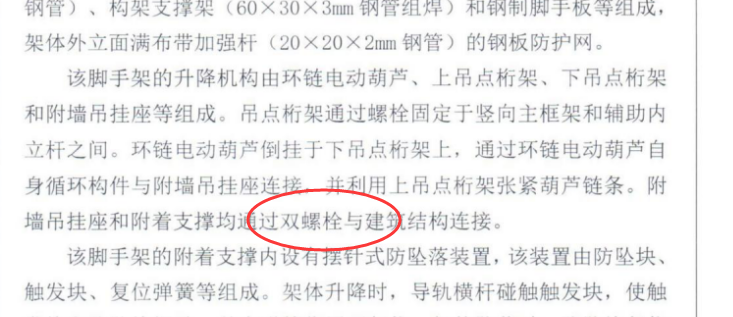 钢管）、构架支撑架（60×30×3mm 钢管组焊）和钢制脚手板等组成，
架体外立面满布带加强杆（20×20×2mm 钢管）的钢板防护网。
该脚手架的升降机构由环链电动葫芦、上吊点桁架、下吊点桁架
和附墙吊挂座等组成。吊点桁架通过螺栓固定于竖向主框架和辅助内
立杆之间。环链电动葫芦倒挂于下吊点桁架上，通过环链电动葫芦自
身循环构件与附墙吊挂座连接，并利用上吊点桁架张紧葫芦链条。附
墙吊挂座和附着支撑均通过双螺栓与建筑结构连接。
该脚手架的附着支撑内设有摆针式防坠落装置，该装置由防坠块、
触发块、复位弹簧等组成。架体升降时，导轨横杆碰触触发块，使触